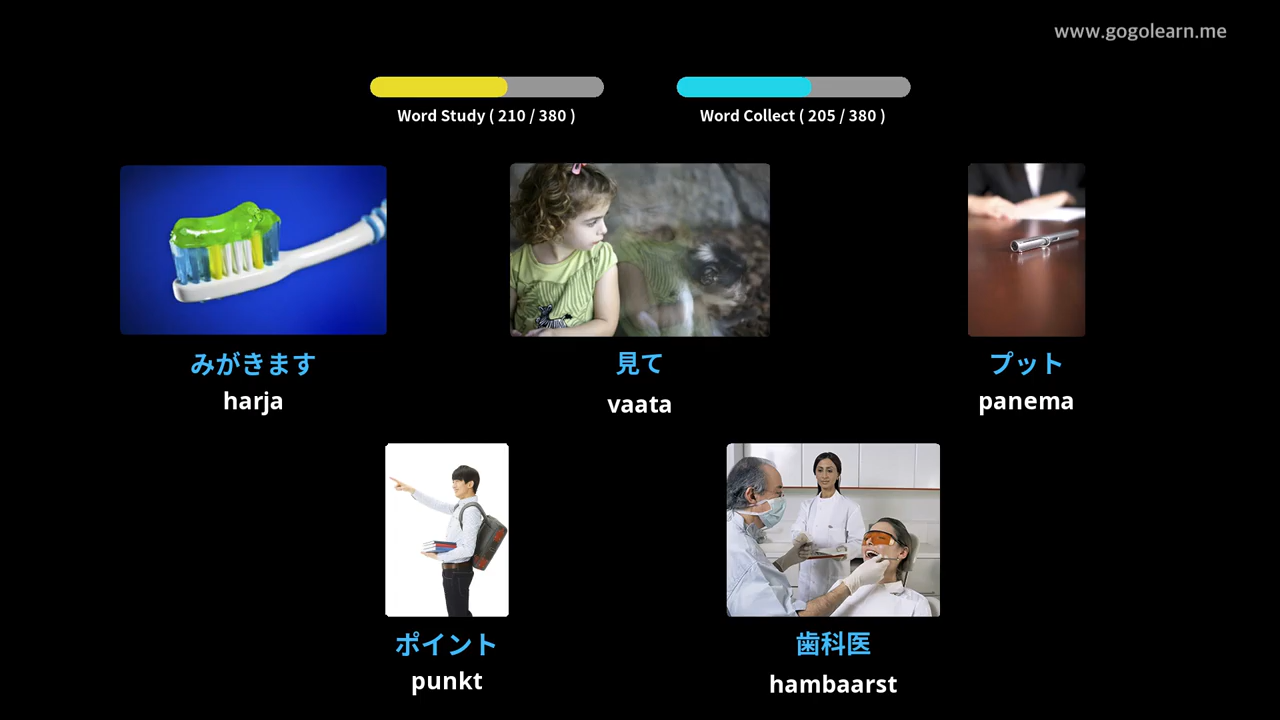 www.gogolearn.me
Word Study ( 210 / 380 )
Word Collect ( 205 / 380 )
みがきます
harja
見て
vaata
プット
panema
ポイント
punkt
歯科医
hambaarst